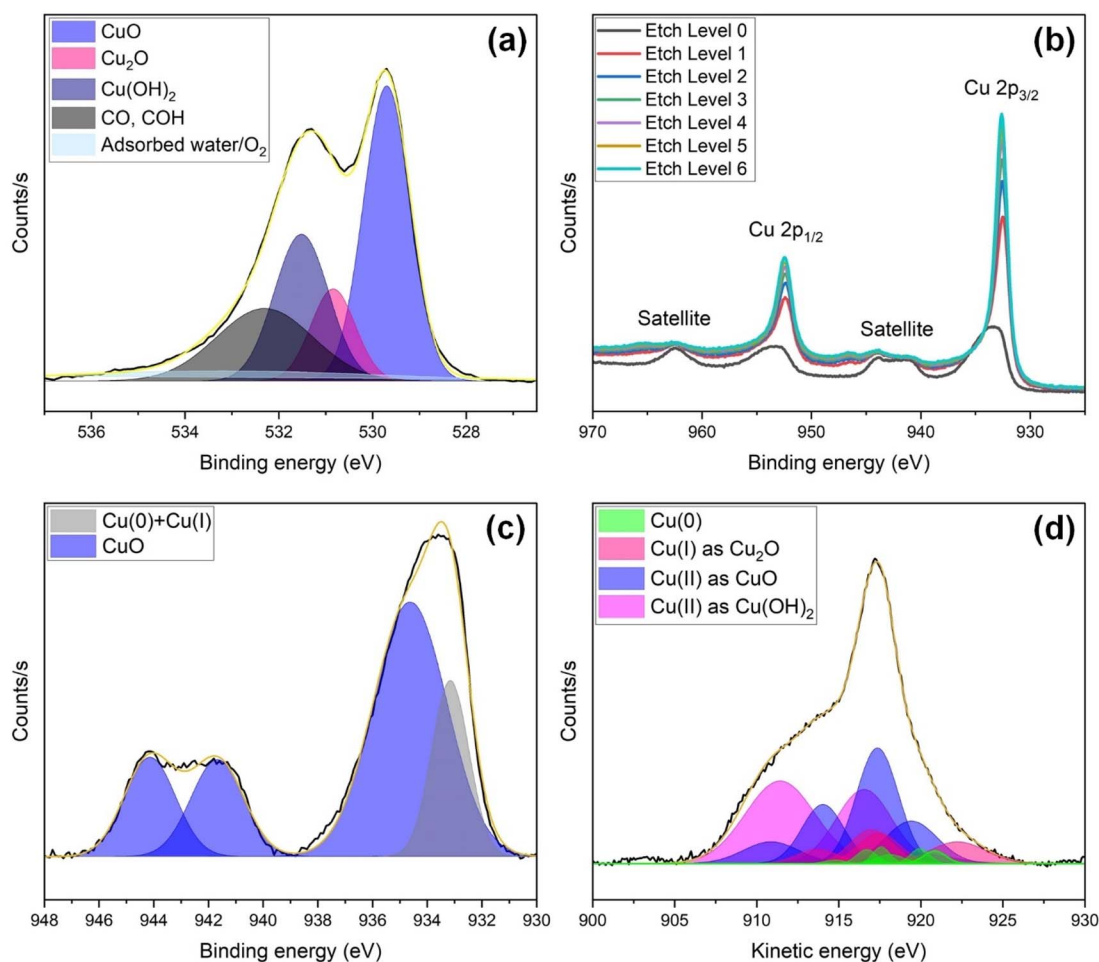 (a)
CuO
Cu₂O
Cu(OH)₂
CO, COH
Adsorbed water/O₂
Counts/s
536 534 532 530 528
Binding energy (eV)
(b)
Etch Level 0
Etch Level 1
Etch Level 2
Etch Level 3
Etch Level 4
Etch Level 5
Etch Level 6
Cu 2p₃/₂
Cu 2p₁/₂
Satellite
Satellite
Counts/s
970 960 950 940 930
Binding energy (eV)
(c)
Cu(0)+Cu(I)
CuO
Counts/s
948 946 944 942 940 938 936 934 932 930
Binding energy (eV)
(d)
Cu(0)
Cu(I) as Cu₂O
Cu(II) as CuO
Cu(II) as Cu(OH)₂
Counts/s
900 905 910 915 920 925 930
Kinetic energy (eV)